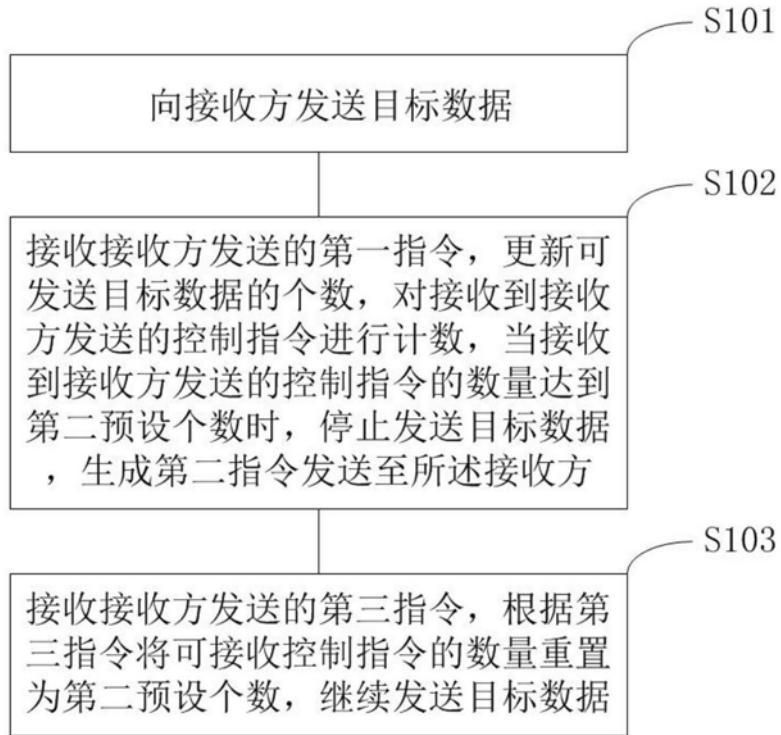 S101
向接收方发送目标数据
S102
接收接收方发送的第一指令，更新可
发送目标数据的个数，对接收到接收
方发送的控制指令进行计数，当接收
到接收方发送的控制指令的数量达到
第二预设个数时，停止发送目标数据
，生成第二指令发送至所述接收方
S103
接收接收方发送的第三指令，根据第
三指令将可接收控制指令的数量重置
为第二预设个数，继续发送目标数据